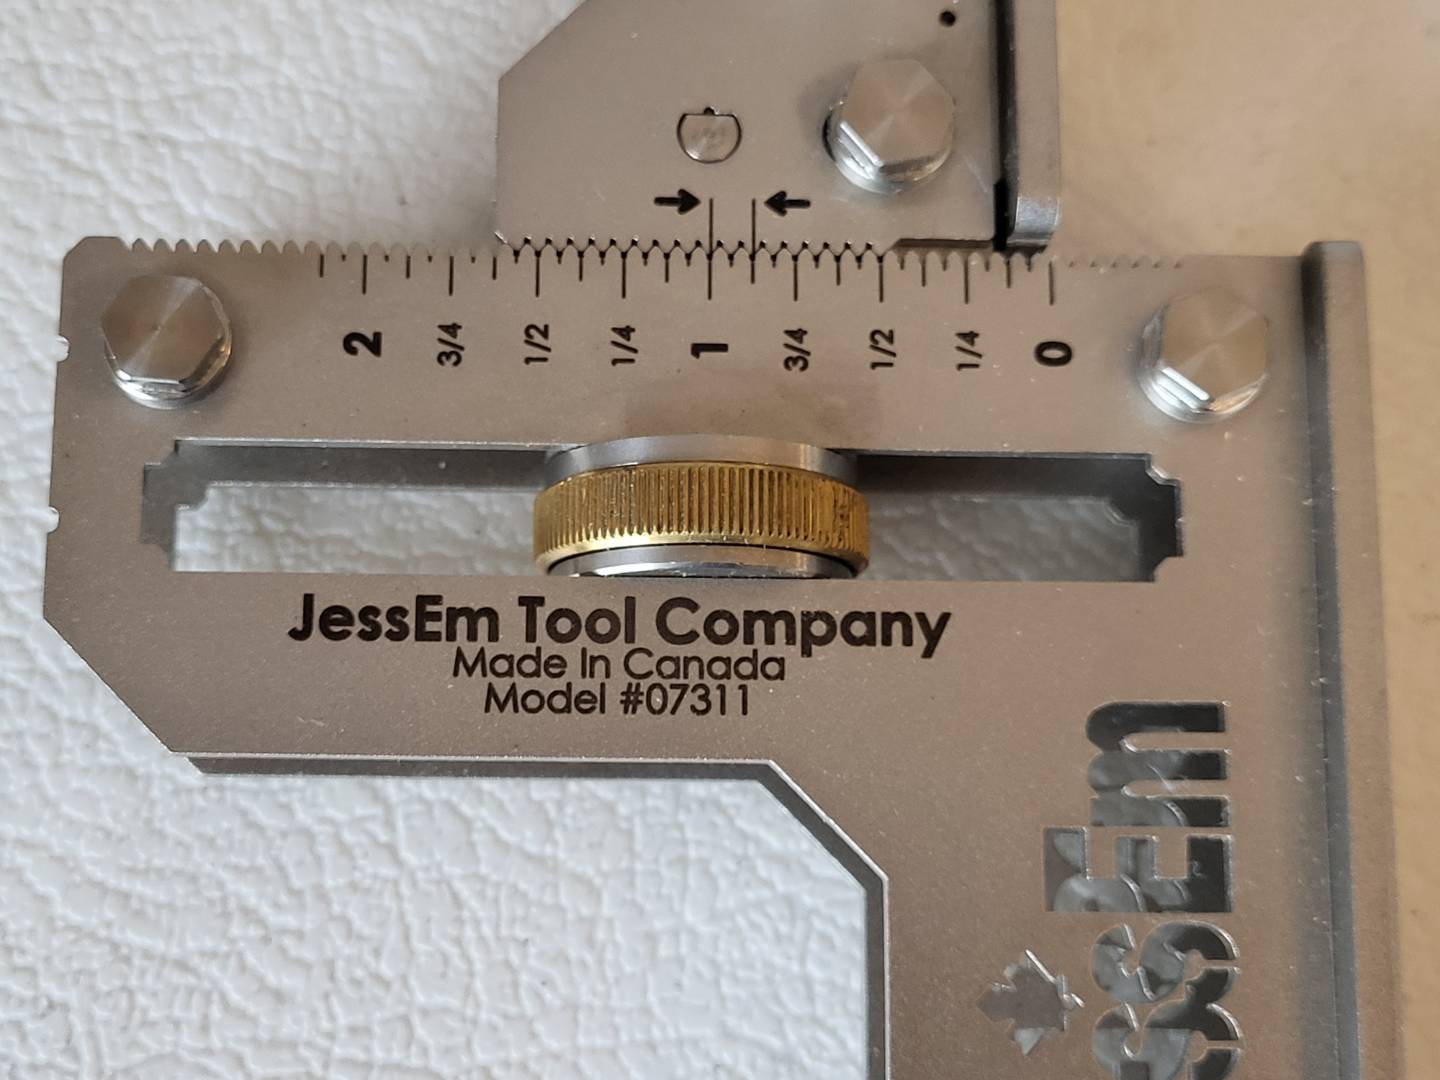 2 3/4 1/2 1/4 1 3/4 1/2 1/4 0
JessEm Tool Company
Made In Canada
Model #07311
ssEm